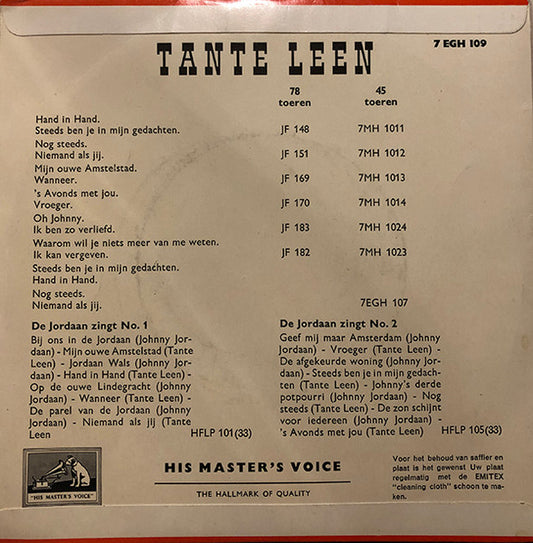 TANTE LEEN
7 EGH 109
78 toeren
45 toeren
Hand in Hand.
Steeds ben je in mijn gedachten. JF 148 7MH 1011
Nog steeds.
Niemand als jij. JF 151 7MH 1012
Mijn ouwe Amstelstad.
Wanneer. JF 169 7MH 1013
's Avonds met jou.
Vroeger. JF 170 7MH 1014
Oh Johnny.
Ik ben zo verliefd. JF 183 7MH 1024
Waarom wil je niets meer van me weten.
Ik kan vergeven. JF 182 7MH 1023
Steeds ben je in mijn gedachten.
Hand in Hand.
Nog steeds.
Niemand als jij. 7EGH 107
De Jordaan zingt No. 1
Bij ons in de Jordaan (Johnny Jor-
daan) - Mijn ouwe Amstelstad (Tante
Leen) - Jordaan Wals (Johnny Jor-
daan) - Hand in Hand (Tante Leen) -
Op de ouwe Lindegracht (Johnny
Jordaan) - Wanneer (Tante Leen) -
De parel van de Jordaan (Johnny
Jordaan) - Niemand als jij (Tante
Leen HFLP 101(33)
De Jordaan zingt No. 2
Geef mij maar Amsterdam (Johnny
Jordaan) - Vroeger (Tante Leen) -
De afgekeurde woning (Johnny Jor-
daan) - Steeds ben je in mijn gedach-
ten (Tante Leen) - Johnny's derde
potpourri (Johnny Jordaan) - Nog
steeds (Tante Leen) - De zon schijnt
voor iedereen (Johnny Jordaan) -
's Avonds met jou (Tante Leen) HFLP 105(33)
"HIS MASTER'S VOICE"
HIS MASTER'S VOICE
THE HALLMARK OF QUALITY
Voor het behoud van saffier en
plaat is het gewenst Uw plaat
regelmatig met de EMITEX
"cleaning cloth" schoon te ma-
ken.